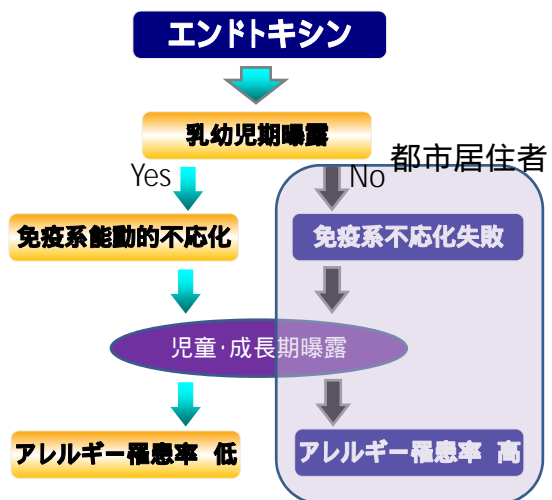 エンドトキシン
乳幼児期曝露
都市居住者
Yes
No
免疫系能動的不応化
免疫系不応化失敗
児童・成長期曝露
アレルギー罹患率 低
アレルギー罹患率 高